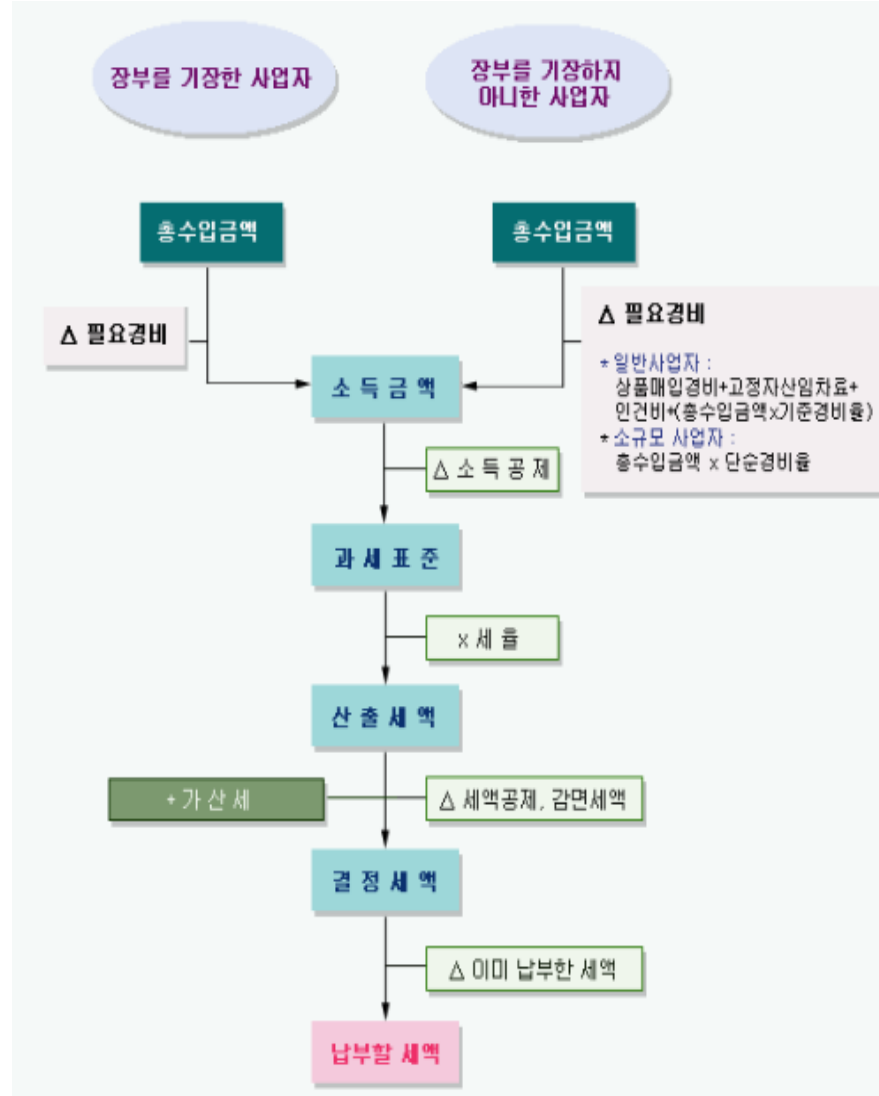 장부를 기장한 사업자
장부를 기장하지
아니한 사업자
총수입금액
총수입금액
Δ 필요경비
Δ 필요경비
* 일반사업자 :
상품매입경비+고정자산임차료+
인건비+(총수입금액x기준경비율)
* 소규모 사업자 :
총수입금액 x 단순경비율
소 득 금 액
Δ 소 득 공 제
과 세 표 준
x 세 율
산 출 세 액
+ 가 산 세
Δ 세액공제, 감면세액
결 정 세 액
Δ 이미 납부한 세액
납부할 세액